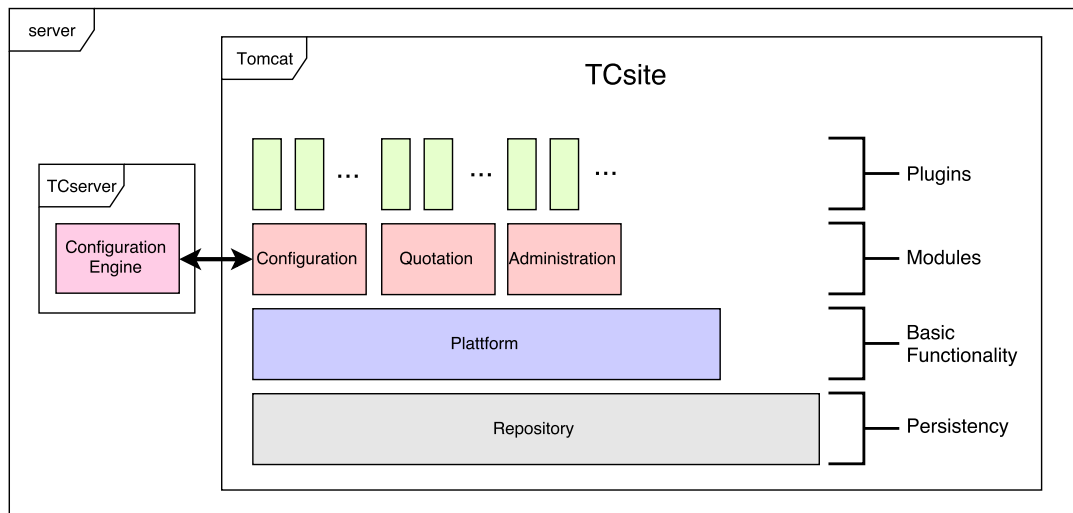 server
Tomcat
TCsite
... ... ...
Plugins
TCserver
Configuration
Engine
Configuration
Quotation
Administration
Modules
Plattform
Basic
Functionality
Repository
Persistency